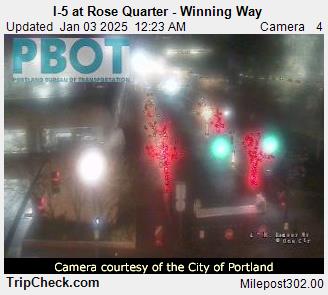 I-5 at Rose Quarter - Winning Way
Updated Jan 03 2025 12:23 AM Camera 4
PBOT
PORTLAND BUREAU OF TRANSPORTATION
Camera courtesy of the City of Portland
TripCheck.com Milepost302.00